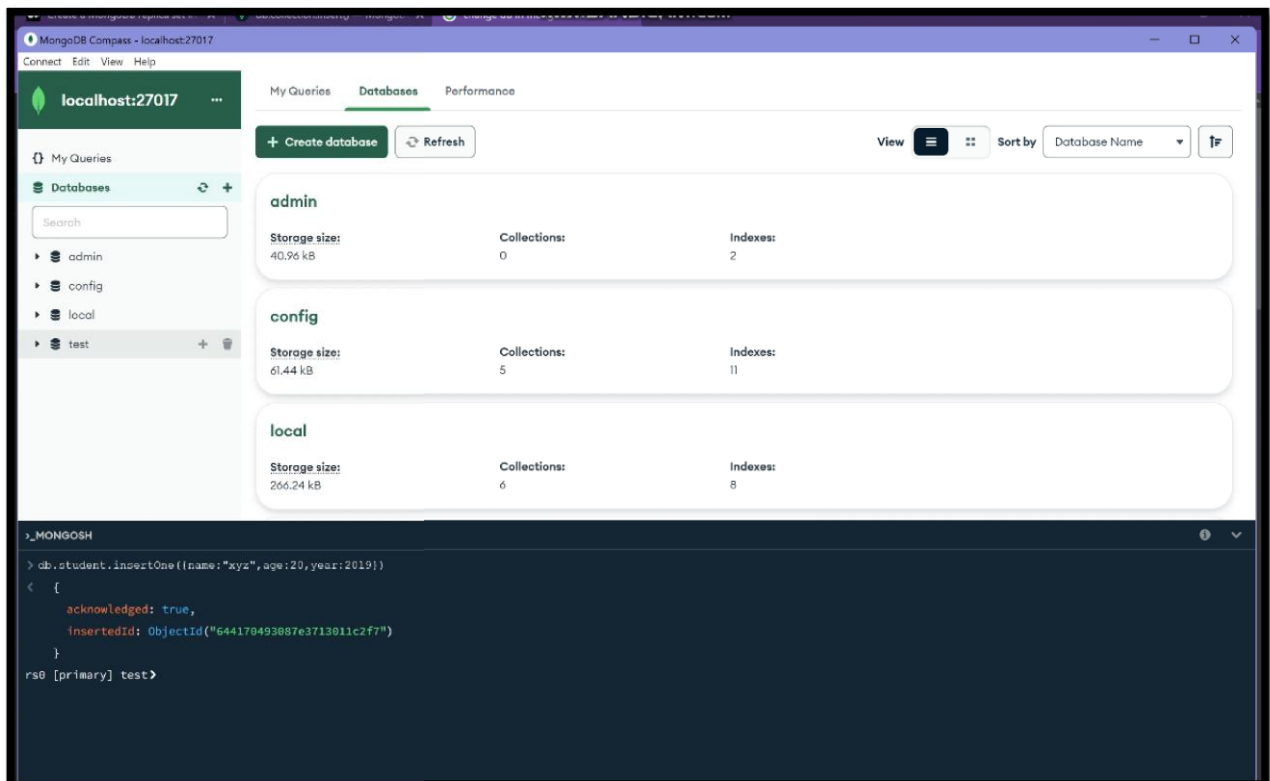 MongoDB Compass - localhost:27017
Connect Edit View Help
localhost:27017 ...
My Queries Databases Performance
+ Create database Refresh View Sort by Database Name
{} My Queries
Databases
Search
admin
config
local
test
admin
Storage size: Collections: Indexes:
40.96 kB 0 2
config
Storage size: Collections: Indexes:
61.44 kB 5 11
local
Storage size: Collections: Indexes:
266.24 kB 6 8
>_MONGOSH
> db.student.insertOne({name:"xyz",age:20,year:2019})
< {
acknowledged: true,
insertedId: ObjectId("644170493087e3713011c2f7")
}
rs0 [primary] test>